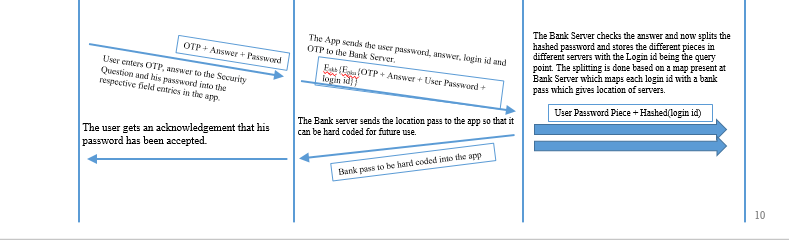 OTP + Answer + Password
User enters OTP, answer to the Security
Question and his password into the
respective field entries in the app.
The user gets an acknowledgement that his
password has been accepted.
The App sends the user password, answer, login id and
OTP to the Bank Server.
(OTP + Answer + User Password +
login id)}
The Bank server sends the location pass to the app so that it
can be hard coded for future use.
Bank pass to be hard coded into the app
The Bank Server checks the answer and now splits the
hashed password and stores the different pieces in
different servers with the Login id being the query
point. The splitting is done based on a map present at
Bank Server which maps each login id with a bank
pass which gives location of servers.
User Password Piece + Hashed(login id)
10